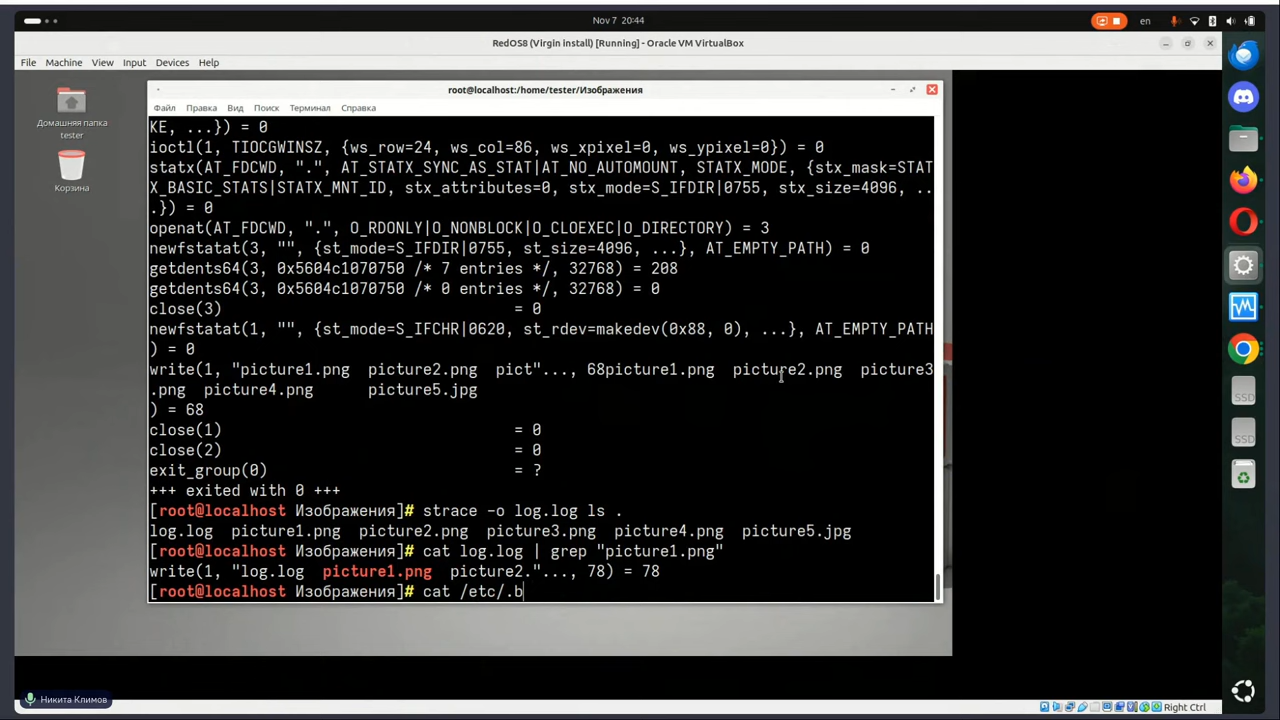 Nov 7 20:44
en
RedOS8 (Virgin install) [Running] - Oracle VM VirtualBox
File Machine View Input Devices Help
root@localhost:/home/tester/Изображения
Файл Правка Вид Поиск Терминал Справка
Домашняя папка
tester
Корзина
KE, ...}) = 0
ioctl(1, TIOCGWINSZ, {ws_row=24, ws_col=86, ws_xpixel=0, ws_ypixel=0}) = 0
statx(AT_FDCWD, ".", AT_STATX_SYNC_AS_STAT|AT_NO_AUTOMOUNT, STATX_MODE, {stx_mask=STAT
X_BASIC_STATS|STATX_MNT_ID, stx_attributes=0, stx_mode=S_IFDIR|0755, stx_size=4096, ..
.}) = 0
openat(AT_FDCWD, ".", O_RDONLY|O_NONBLOCK|O_CLOEXEC|O_DIRECTORY) = 3
newfstatat(3, "", {st_mode=S_IFDIR|0755, st_size=4096, ...}, AT_EMPTY_PATH) = 0
getdents64(3, 0x5604c1070750 /* 7 entries */, 32768) = 208
getdents64(3, 0x5604c1070750 /* 0 entries */, 32768) = 0
close(3) = 0
newfstatat(1, "", {st_mode=S_IFCHR|0620, st_rdev=makedev(0x88, 0), ...}, AT_EMPTY_PATH
) = 0
write(1, "picture1.png picture2.png pict"..., 68picture1.png picture2.png picture3
.png picture4.png picture5.jpg
) = 68
close(1) = 0
close(2) = 0
exit_group(0) = ?
+++ exited with 0 +++
[root@localhost Изображения]# strace -o log.log ls .
log.log picture1.png picture2.png picture3.png picture4.png picture5.jpg
[root@localhost Изображения]# cat log.log | grep "picture1.png"
write(1, "log.log picture1.png picture2."..., 78) = 78
[root@localhost Изображения]# cat /etc/.b
SSD
SSD
Никита Климов
Right Ctrl